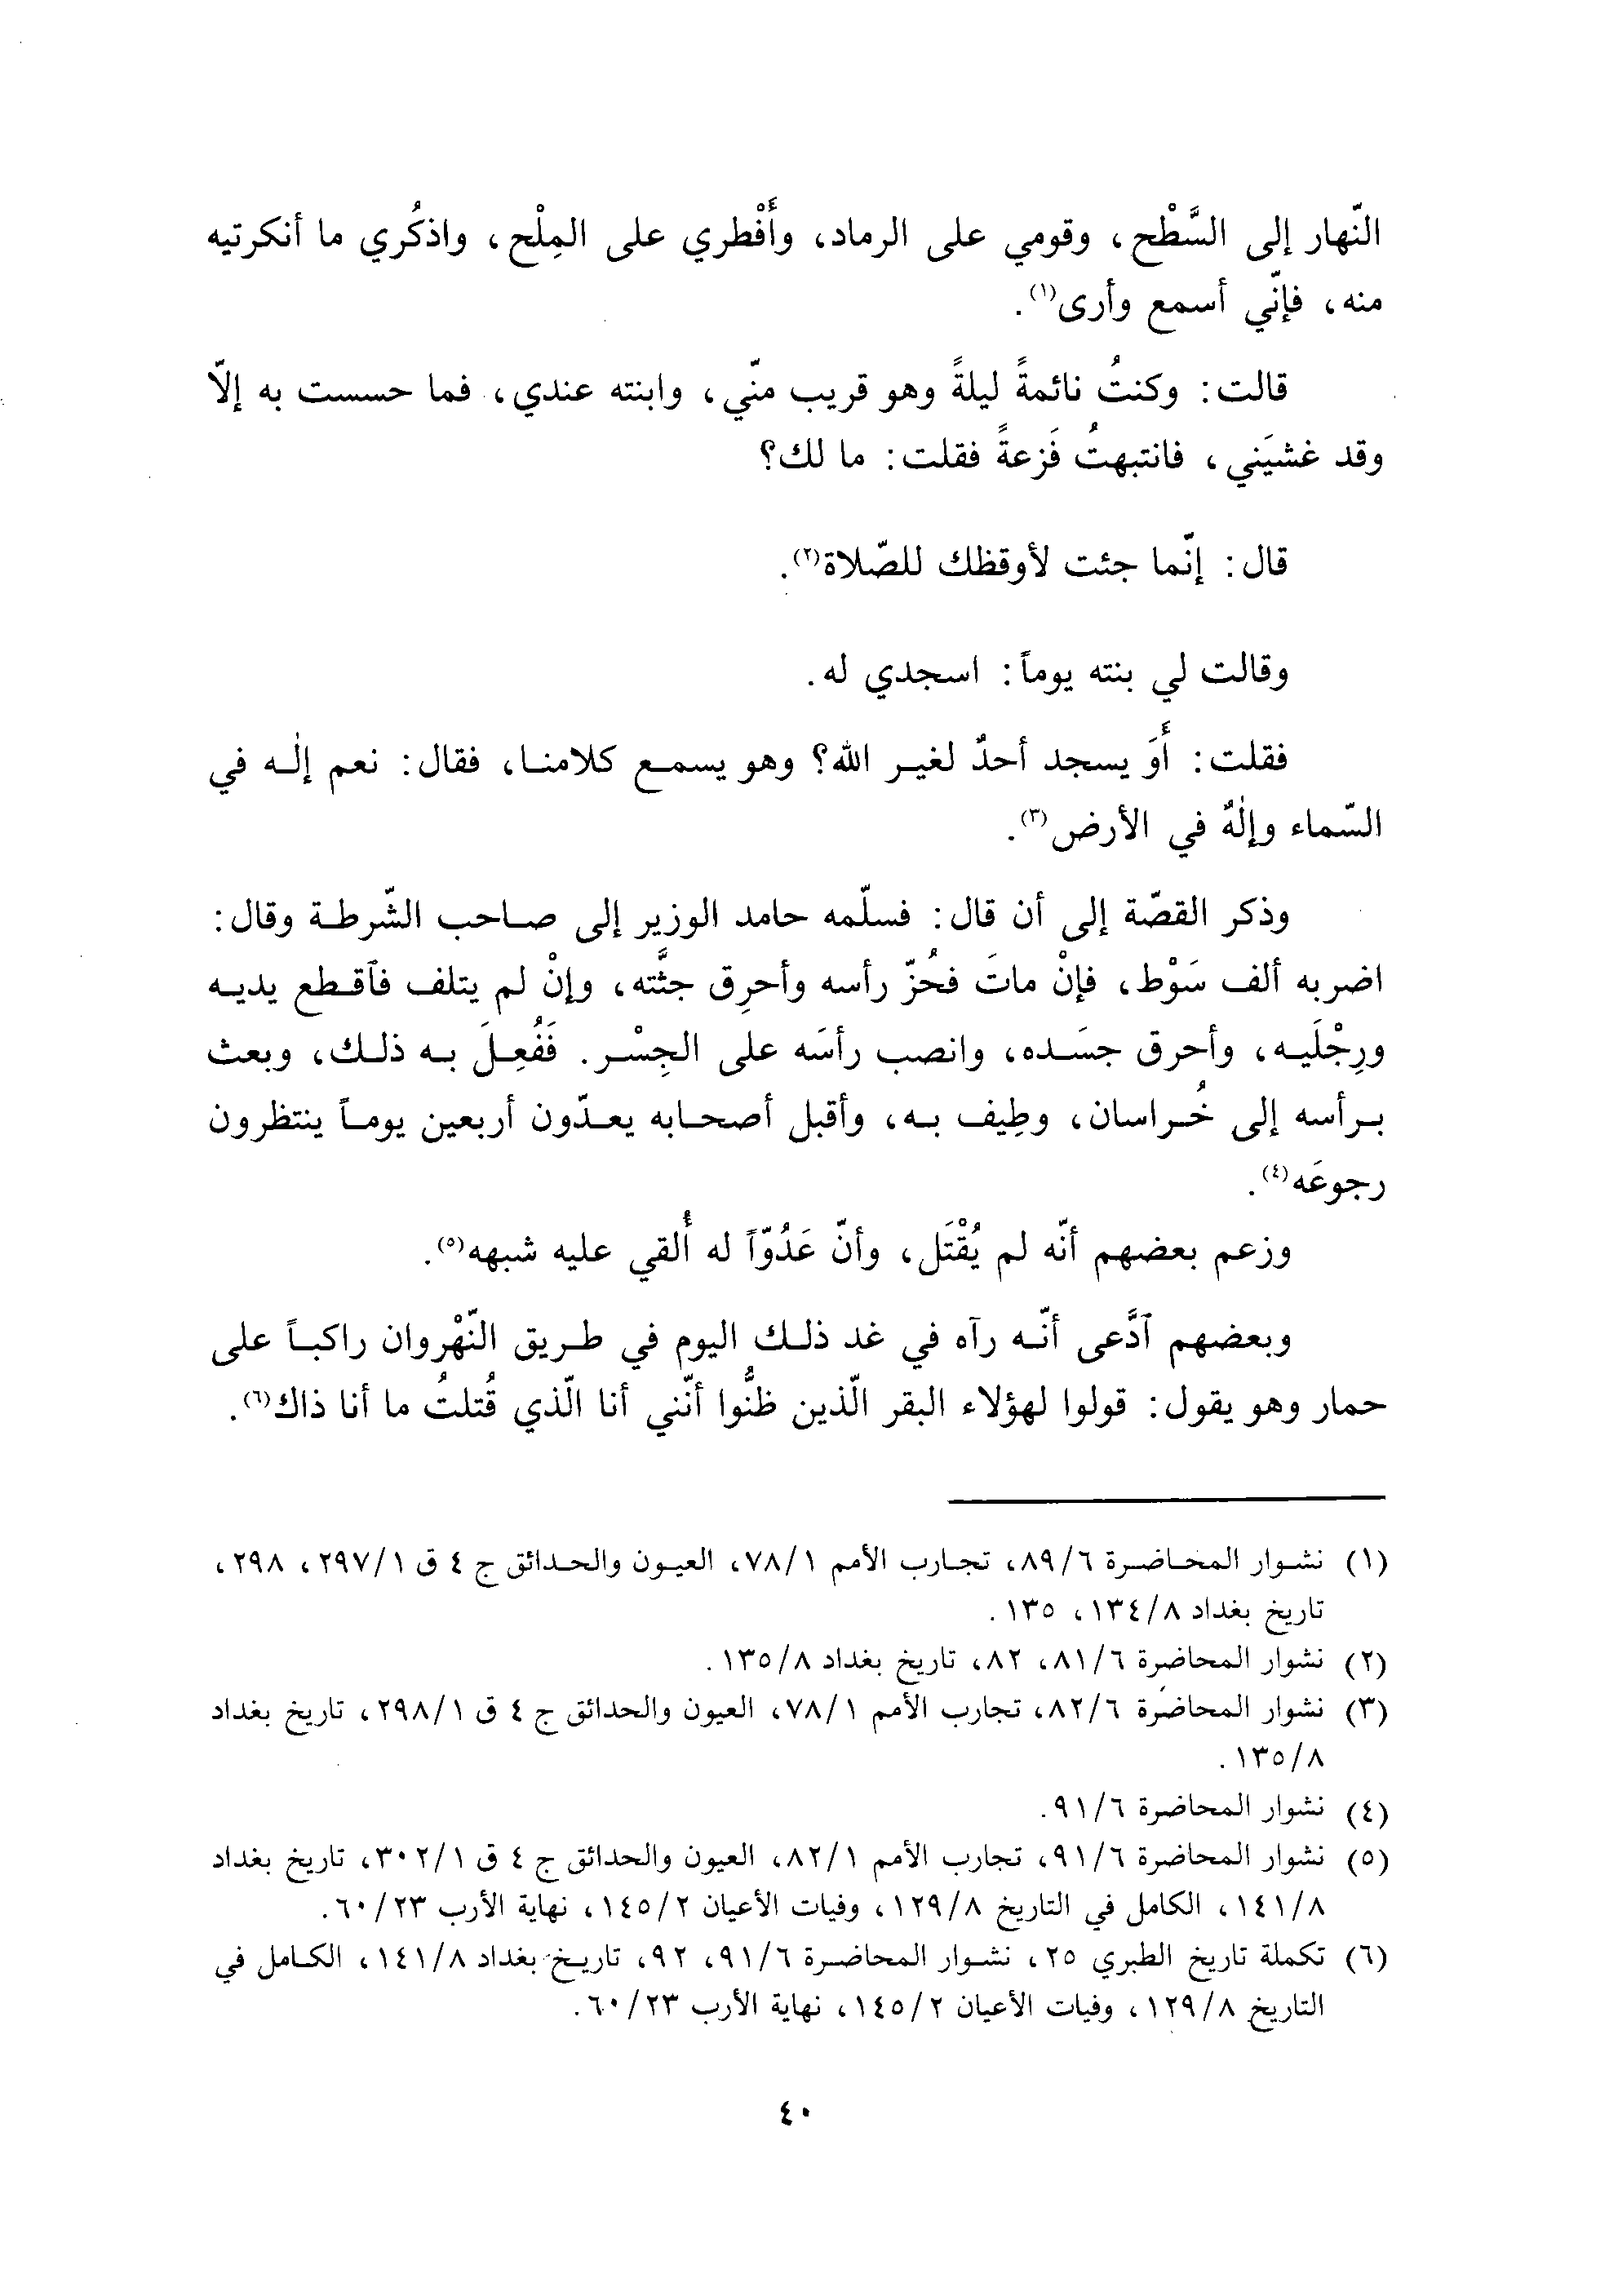 النّهار إلى السَّطْح، وقومي على الرماد، وأَفْطري على المِلْح، واذكُري ما أنكرتيه
منه، فإنّي أسمع وأرى(١).
قالت: وكنتُ نائمةً ليلةً وهو قريب منّي، وابنته عندي، فما حسست به إلاّ
وقد غشيَني، فانتبهتُ فَزعةً فقلت: ما لك؟
قال: إنّما جئت لأوقظك للصّلاة(٢).
وقالت لي بنته يوماً: اسجدي له.
فقلت: أَوَ يسجد أحدٌ لغير الله؟ وهو يسمع كلامنا، فقال: نعم إلٰه في
السّماء وإلٰهٌ في الأرض(٣).
وذكر القصّة إلى أن قال: فسلّمه حامد الوزير إلى صاحب الشّرطة وقال:
اضربه ألف سَوْط، فإنْ ماتَ فحُزّ رأسه وأحرِق جثَّته، وإنْ لم يتلف فٱقطع يديه
ورِجْلَيه، وأحرق جسَده، وانصب رأسَه على الجِسْر. فَفُعِلَ به ذلك، وبعث
برأسه إلى خُراسان، وطِيف به، وأقبل أصحابه يعدّون أربعين يوماً ينتظرون
رجوعَه(٤).
وزعم بعضهم أنّه لم يُقْتَل، وأنّ عَدُوّاً له أُلقي عليه شبهه(٥).
وبعضهم ٱدَّعى أنّه رآه في غد ذلك اليوم في طريق النّهْروان راكباً على
حمار وهو يقول: قولوا لهؤلاء البقر الّذين ظنُّوا أنّني أنا الّذي قُتلتُ ما أنا ذاك(٦).
(١) نشوار المحاضرة ٨٩/٦، تجارب الأمم ٧٨/١، العيون والحدائق ج ٤ ق ٢٩٧/١، ٢٩٨،
تاريخ بغداد ١٣٤/٨، ١٣٥.
(٢) نشوار المحاضرة ٨١/٦، ٨٢، تاريخ بغداد ١٣٥/٨.
(٣) نشوار المحاضرة ٨٢/٦، تجارب الأمم ٧٨/١، العيون والحدائق ج ٤ ق ٢٩٨/١، تاريخ بغداد
١٣٥/٨.
(٤) نشوار المحاضرة ٩١/٦.
(٥) نشوار المحاضرة ٩١/٦، تجارب الأمم ٨٢/١، العيون والحدائق ج ٤ ق ٣٠٢/١، تاريخ بغداد
١٤١/٨، الكامل في التاريخ ١٢٩/٨، وفيات الأعيان ١٤٥/٢، نهاية الأرب ٦٠/٢٣.
(٦) تكملة تاريخ الطبري ٢٥، نشوار المحاضرة ٩١/٦، ٩٢، تاريخ بغداد ١٤١/٨، الكامل في
التاريخ ١٢٩/٨، وفيات الأعيان ١٤٥/٢، نهاية الأرب ٦٠/٢٣.
٤٠